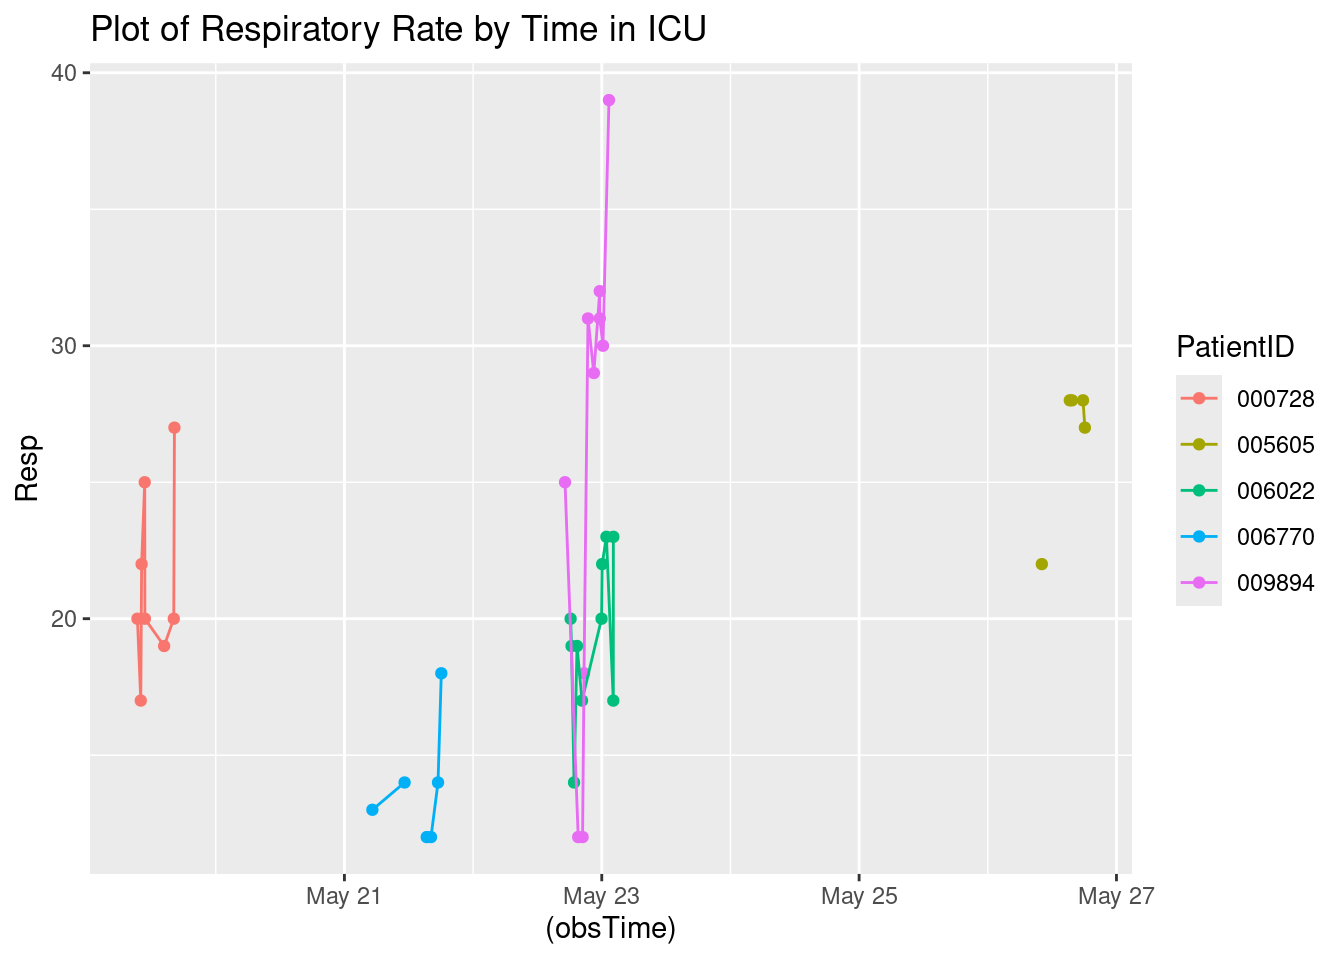 Plot of Respiratory Rate by Time in ICU
40
30
20
Resp
May 21
May 23
May 25
May 27
(obsTime)
PatientID
000728
005605
006022
006770
009894